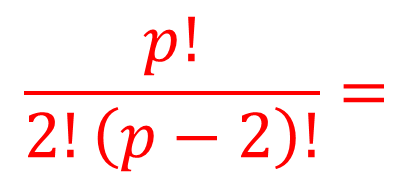 p!
2! (p − 2)! =